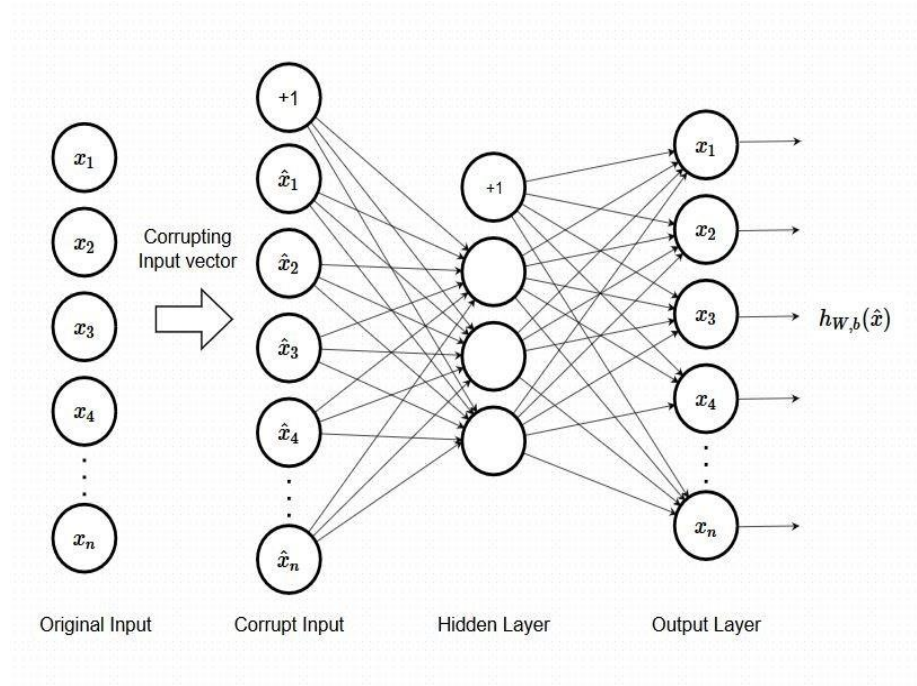 x₁
x₂
x₃
x₄
xₙ
Original Input
Corrupting
Input vector
+1
x̂₁
x̂₂
x̂₃
x̂₄
x̂ₙ
Corrupt Input
+1
Hidden Layer
x₁
x₂
x₃
x₄
xₙ
Output Layer
h_{W,b}(x̂)